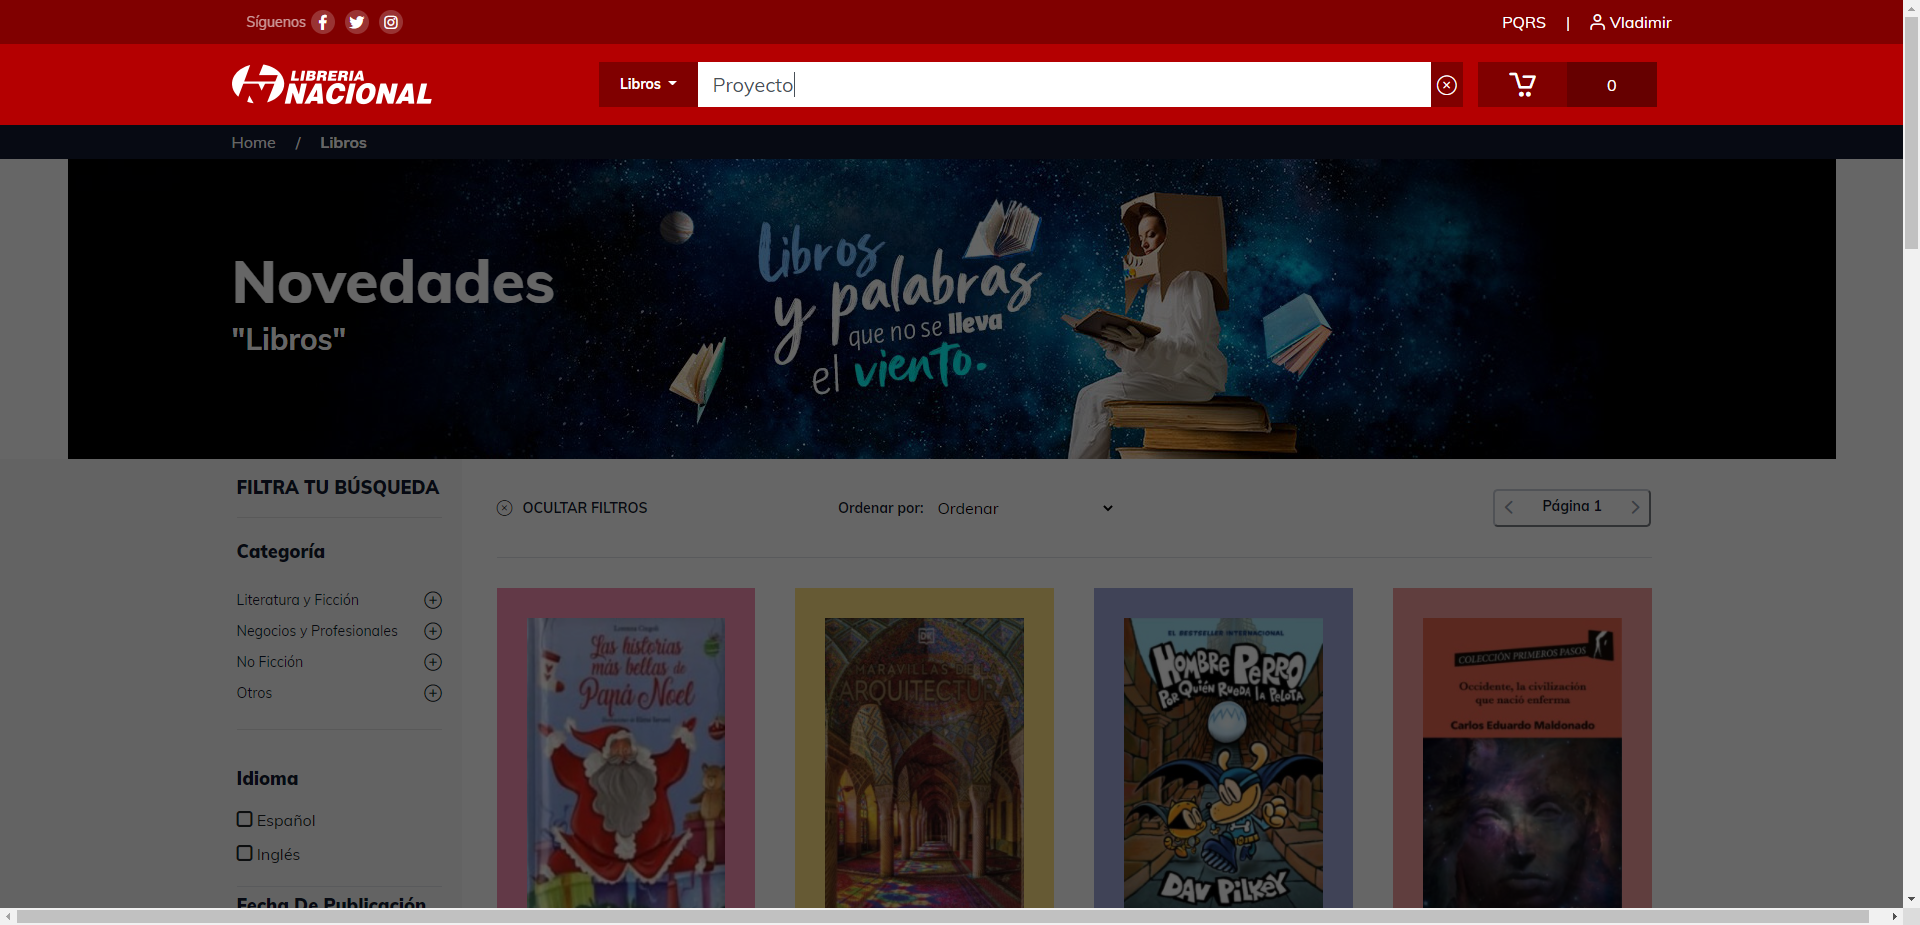 Síguenos
PQRS | Vladimir
LIBRERIA
NACIONAL
Libros
Proyecto
0
Home / Libros
Novedades
"Libros"
Libros
y palabras
que no se lleva
el viento.
FILTRA TU BÚSQUEDA
OCULTAR FILTROS
Ordenar por: Ordenar
Página 1
Categoría
Literatura y Ficción
Negocios y Profesionales
No Ficción
Otros
Idioma
Español
Inglés
Fecha De Publicación
Las historias
más bellas de
Papá Noel
DK
MARAVILLAS DE LA
ARQUITECTURA
EL BESTSELLER INTERNACIONAL
HOMBRE PERRO
POR QUIÉN RUEDA LA PELOTA
DAV PILKEY
COLECCIÓN PRIMEROS PASOS
Occidente, la civilización
que nació enferma
Carlos Eduardo Maldonado